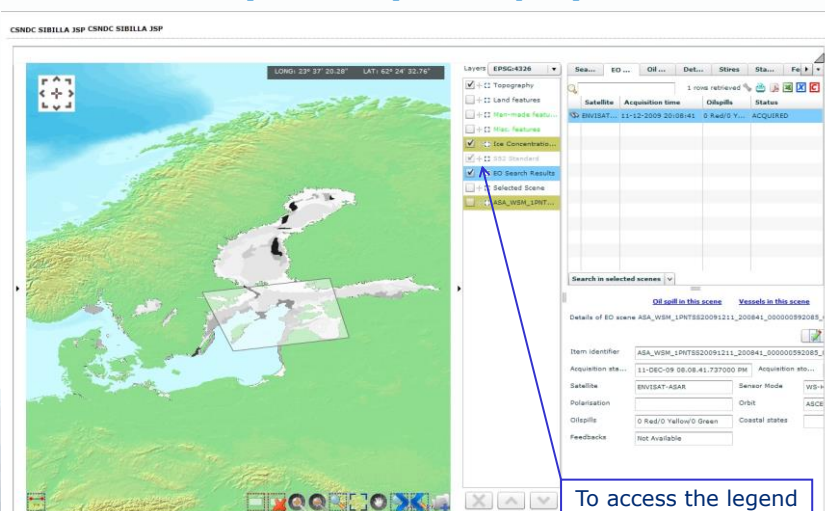 CSNDC SIBILLA JSP CSNDC SIBILLA JSP
LONG: 23° 37' 20.28" LAT: 62° 24' 32.76"
Layers EPSG:4326
Topography
Land features
Man-made featu...
Misc. features
Ice Concentratio...
SSI Standard
EO Search Results
Selected Scene
ASA_WSM_1PNT...
Sea... EO ... Oil ... Det... Stires Sta... Fe
1 rows retrieved
Satellite Acquisition time Oilspills Status
ENVISAT... 11-12-2009 20:08:41 0 Red/0 Y... ACQUIRED
Search in selected scenes
Oil spill in this scene Vessels in this scene
Details of EO scene ASA_WSM_1PNTSS20091211_200841_000000592085_
Item identifier ASA_WSM_1PNTSS20091211_200841_000000592085_
Acquisition sta... 11-DEC-09 08.08.41.737000 PM Acquisition sto...
Satellite ENVISAT-ASAR Sensor Mode WS-H
Polarization Orbit ASCE
Oilspills 0 Red/0 Yellow/0 Green Coastal states
Feedbacks Not Available
To access the legend